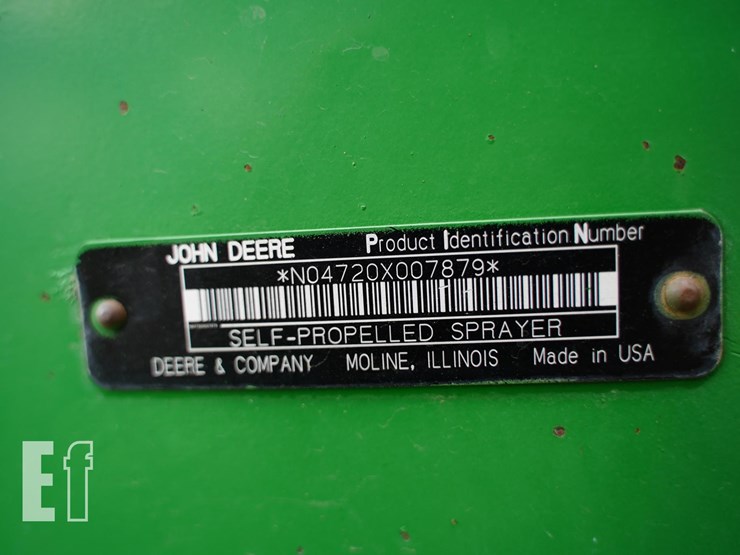 JOHN DEERE Product Identification Number
*N04720X007879*
SELF-PROPELLED SPRAYER
DEERE & COMPANY MOLINE, ILLINOIS Made in USA
Ef